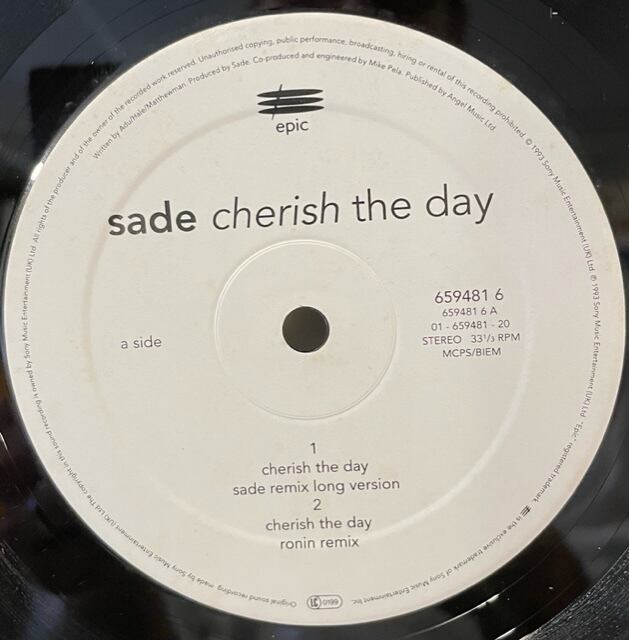 All rights of the producer and of the owner of the recorded work reserved. Unauthorised copying, public performance, broadcasting, hiring or rental of this recording prohibited. © 1993 Sony Music Entertainment (UK) Ltd. ℗ 1993 Sony Music Entertainment (UK) Ltd. "Epic" registered trademark. is the exclusive trademark of Sony Music Entertainment Inc.
Original sound recording made by Sony Music Entertainment (UK) Ltd. The copyright in this sound recording is owned by Sony Music Entertainment (UK) Ltd.
Written by Adu/Hale/Matthewman. Produced by Sade. Co-produced and engineered by Mike Pela. Published by Angel Music Ltd.
epic
sade cherish the day
659481 6
659481 6 A
01 - 659481 - 20
STEREO 33¹/₃ RPM
MCPS/BIEM
a side
1
cherish the day
sade remix long version
2
cherish the day
ronin remix